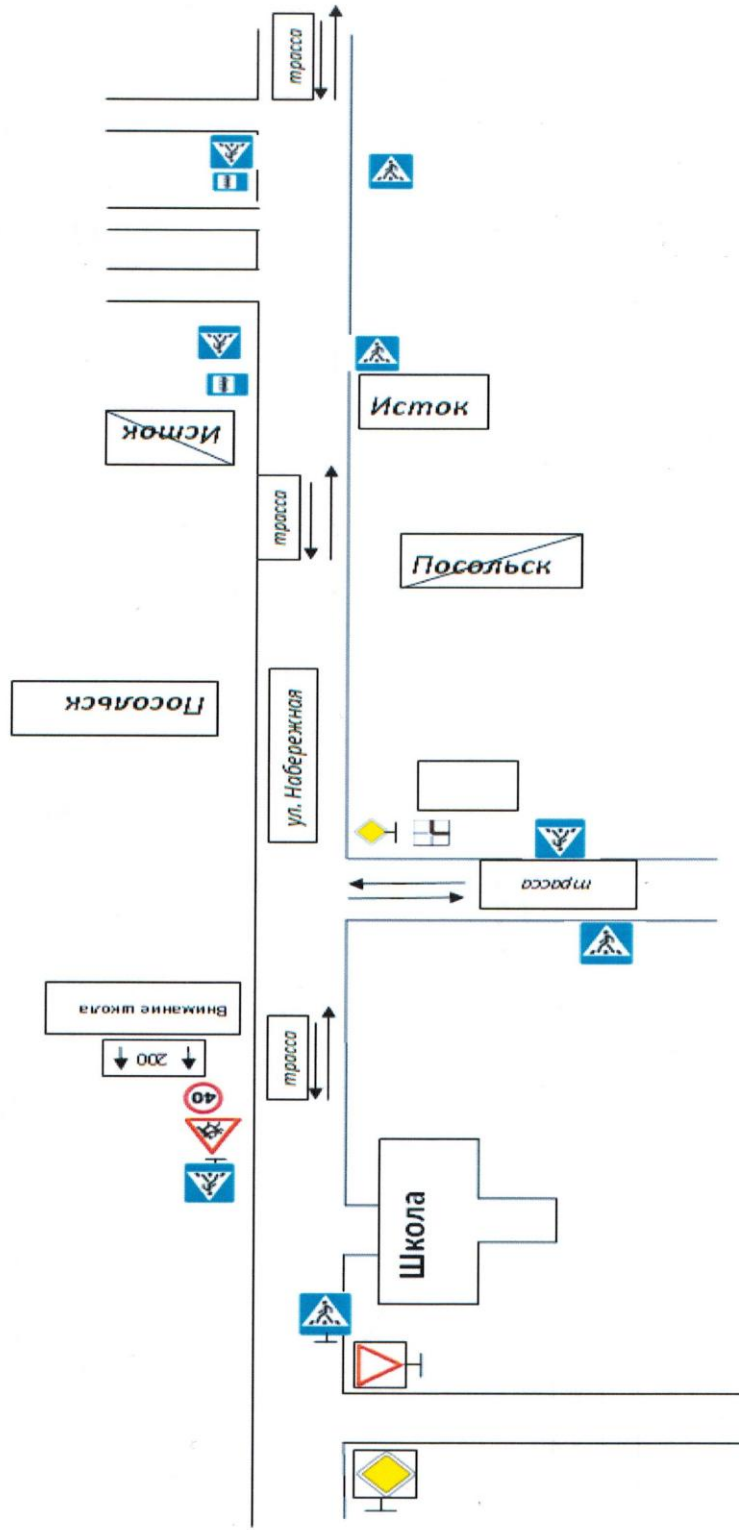 трасса
Исток
Исток
трасса
Посольск
Посольск
ул. Набережная
трасса
Внимание школа
200
40
трасса
Школа